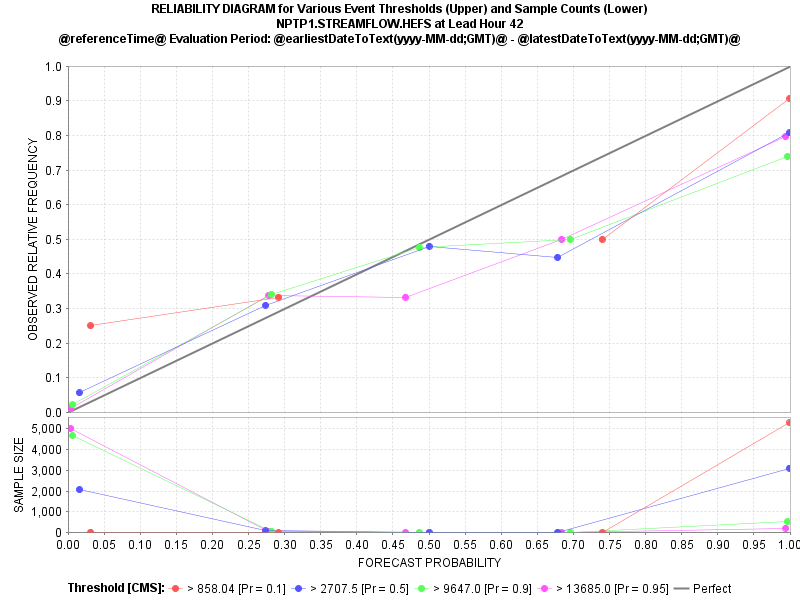 RELIABILITY DIAGRAM for Various Event Thresholds (Upper) and Sample Counts (Lower)
NPTP1.STREAMFLOW.HEFS at Lead Hour 42
@referenceTime@ Evaluation Period: @earliestDateToText(yyyy-MM-dd;GMT)@ - @latestDateToText(yyyy-MM-dd;GMT)@
OBSERVED RELATIVE FREQUENCY
1.0
0.9
0.8
0.7
0.6
0.5
0.4
0.3
0.2
0.1
0.0
SAMPLE SIZE
5,000
4,000
3,000
2,000
1,000
0
0.00 0.05 0.10 0.15 0.20 0.25 0.30 0.35 0.40 0.45 0.50 0.55 0.60 0.65 0.70 0.75 0.80 0.85 0.90 0.95 1.00
FORECAST PROBABILITY
Threshold [CMS]: > 858.04 [Pr = 0.1] > 2707.5 [Pr = 0.5] > 9647.0 [Pr = 0.9] > 13685.0 [Pr = 0.95] Perfect